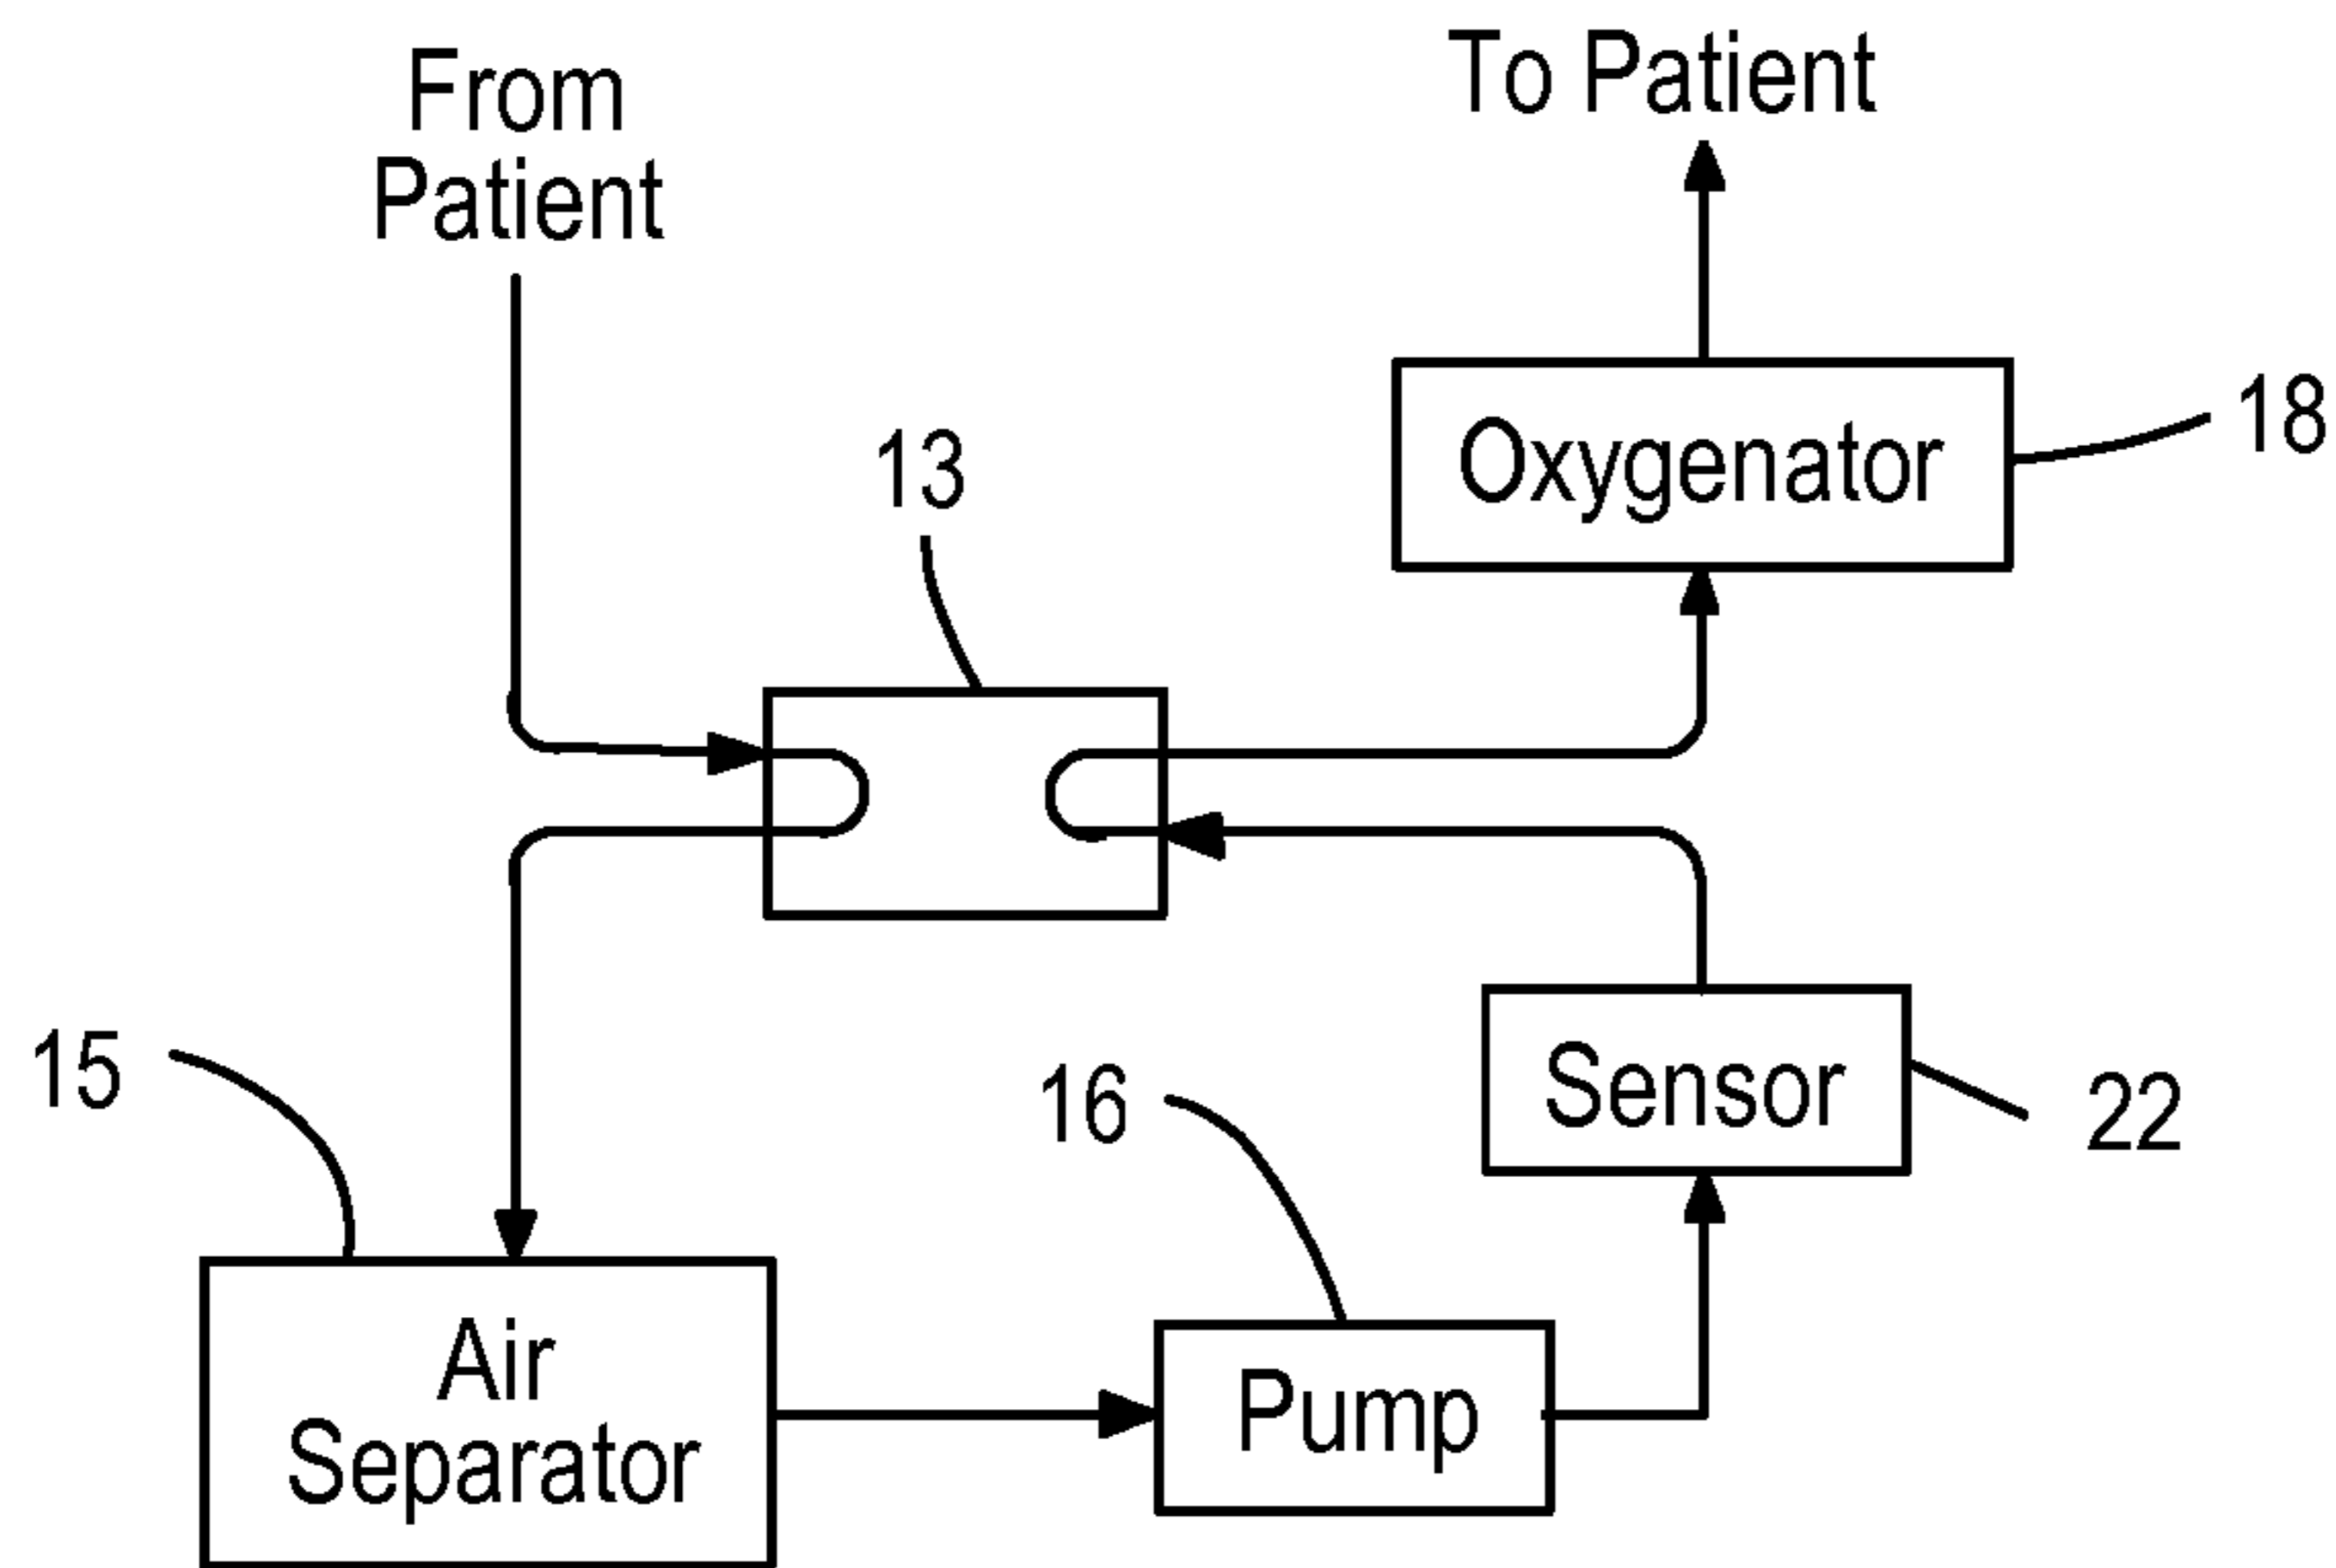 From
Patient
To Patient
13
Oxygenator
18
15
16
Sensor
22
Air
Separator
Pump